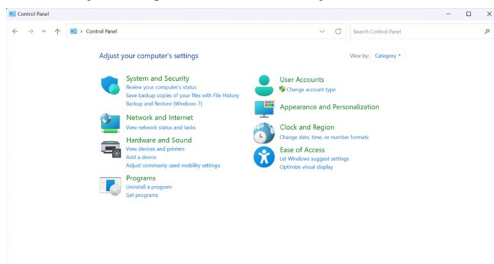 Control Panel
Control Panel
Search Control Panel
Adjust your computer's settings
View by: Category
System and Security
Review your computer's status
Save backup copies of your files with File History
Backup and Restore (Windows 7)
Network and Internet
View network status and tasks
Hardware and Sound
View devices and printers
Add a device
Adjust commonly used mobility settings
Programs
Uninstall a program
Get programs
User Accounts
Change account type
Appearance and Personalization
Clock and Region
Change date, time, or number formats
Ease of Access
Let Windows suggest settings
Optimize visual display